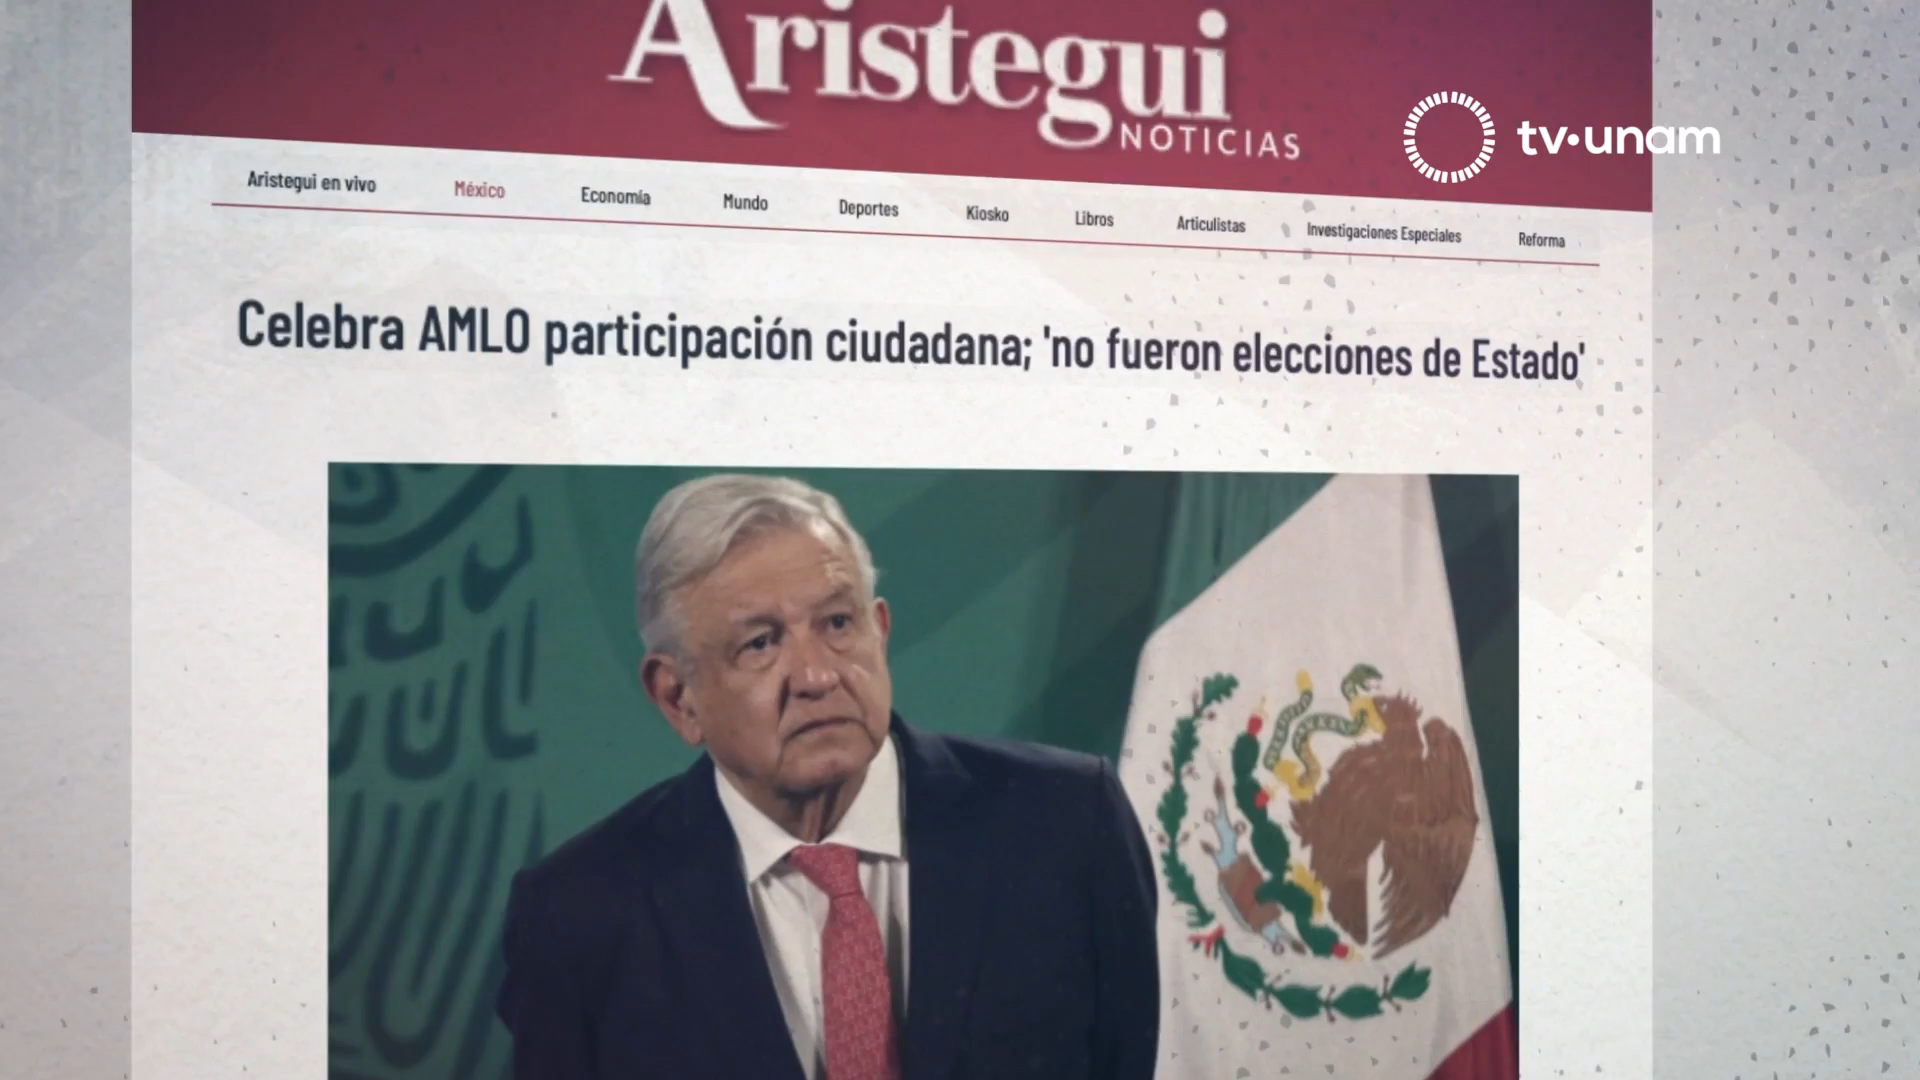 Aristegui
NOTICIAS
tv·unam
Aristegui en vivo México Economía Mundo Deportes Kiosko Libros Articulistas Investigaciones Especiales Reforma
Celebra AMLO participación ciudadana; 'no fueron elecciones de Estado'